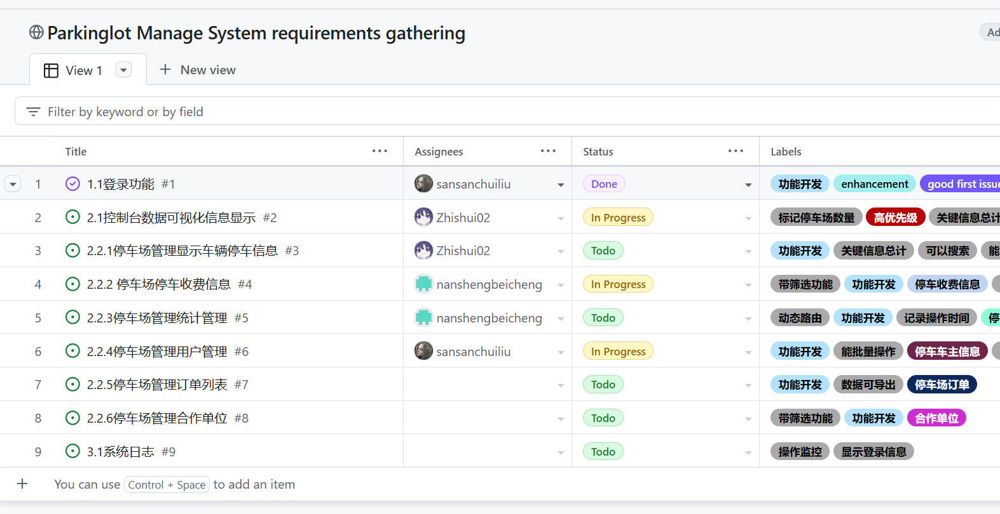 Parkinglot Manage System requirements gathering
Ad
View 1
New view
Filter by keyword or by field
Title Assignees Status Labels
1 1.1登录功能 #1 sansanchuiliu Done 功能开发 enhancement good first issue
2 2.1控制台数据可视化信息显示 #2 Zhishui02 In Progress 标记停车场数量 高优先级 关键信息总计
3 2.2.1停车场管理显示车辆停车信息 #3 Zhishui02 Todo 功能开发 关键信息总计 可以搜索 能
4 2.2.2 停车场停车收费信息 #4 nanshengbeicheng In Progress 带筛选功能 功能开发 停车收费信息
5 2.2.3停车场管理统计管理 #5 nanshengbeicheng Todo 动态路由 功能开发 记录操作时间 停
6 2.2.4停车场管理用户管理 #6 sansanchuiliu In Progress 功能开发 能批量操作 停车车主信息
7 2.2.5停车场管理订单列表 #7 Todo 功能开发 数据可导出 停车场订单
8 2.2.6停车场管理合作单位 #8 Todo 带筛选功能 功能开发 合作单位
9 3.1系统日志 #9 Todo 操作监控 显示登录信息
You can use Control + Space to add an item